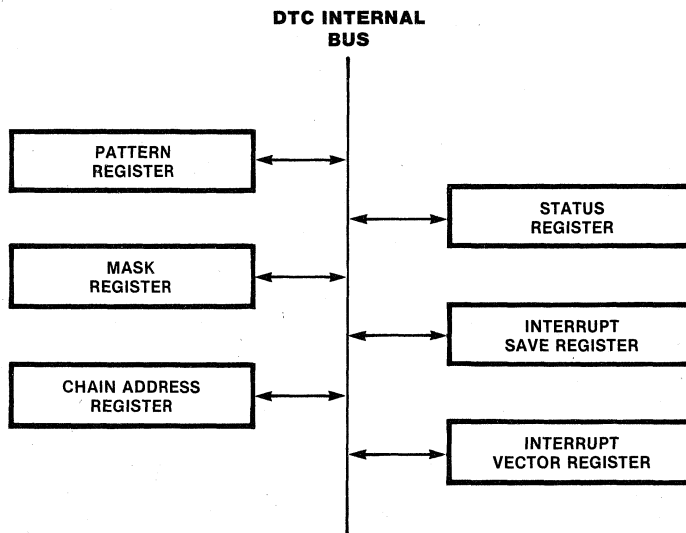 DTC INTERNAL
BUS
PATTERN
REGISTER
STATUS
REGISTER
MASK
REGISTER
INTERRUPT
SAVE REGISTER
CHAIN ADDRESS
REGISTER
INTERRUPT
VECTOR REGISTER